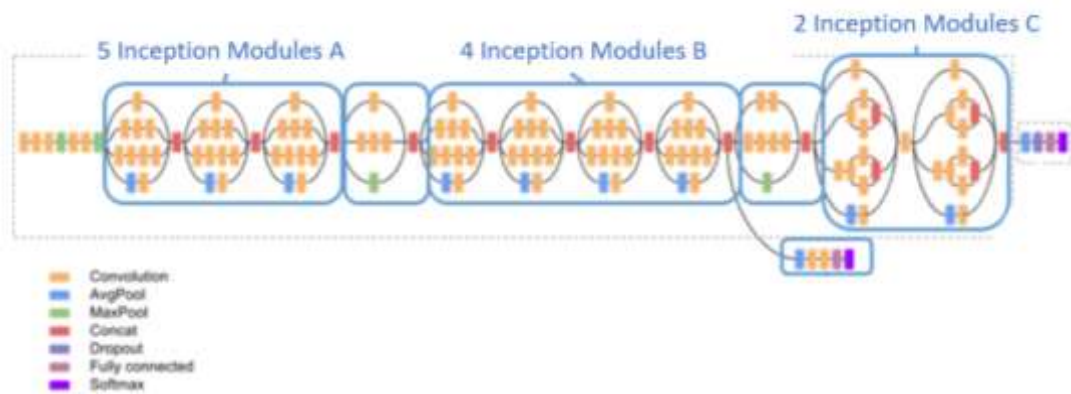 2 Inception Modules C
5 Inception Modules A
4 Inception Modules B
Convolution
AvgPool
MaxPool
Concat
Dropout
Fully connected
Softmax